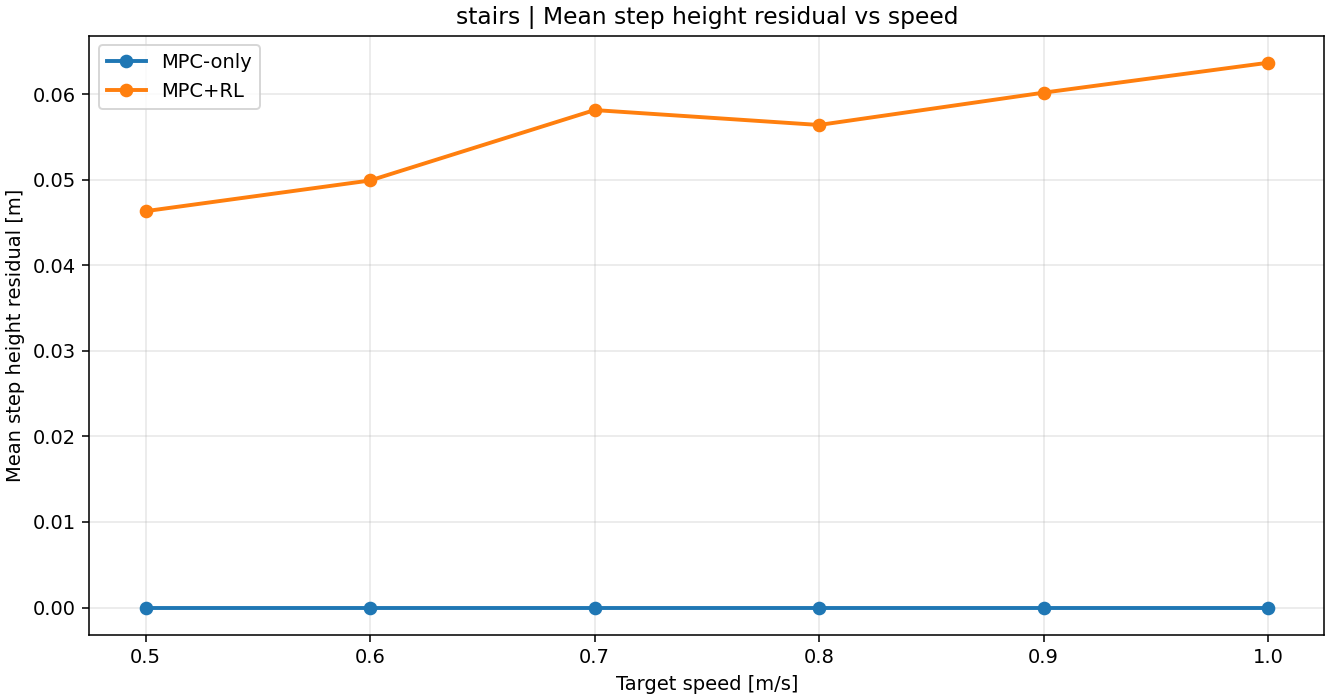 stairs | Mean step height residual vs speed
MPC-only
MPC+RL
Mean step height residual [m]
0.06
0.05
0.04
0.03
0.02
0.01
0.00
0.5
0.6
0.7
0.8
0.9
1.0
Target speed [m/s]